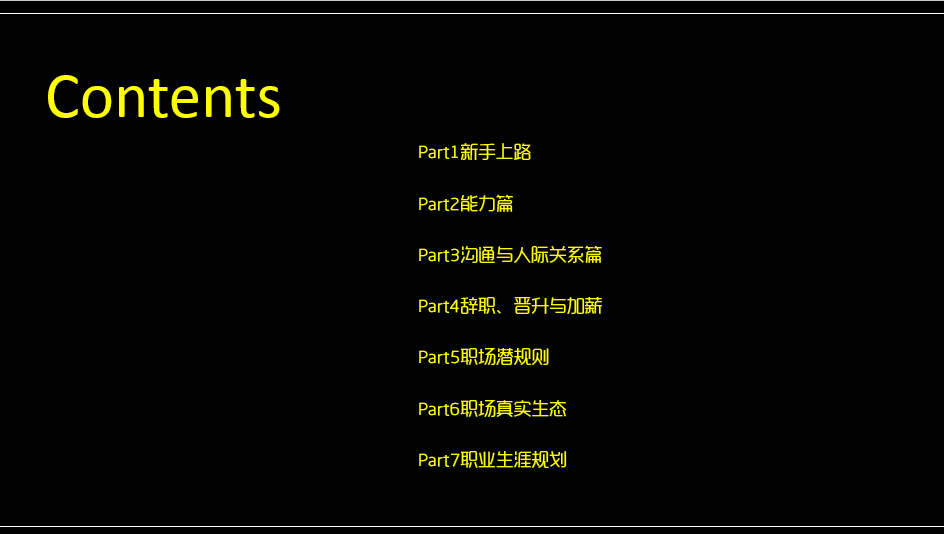 Contents
Part1新手上路
Part2能力篇
Part3沟通与人际关系篇
Part4辞职、晋升与加薪
Part5职场潜规则
Part6职场真实生态
Part7职业生涯规划